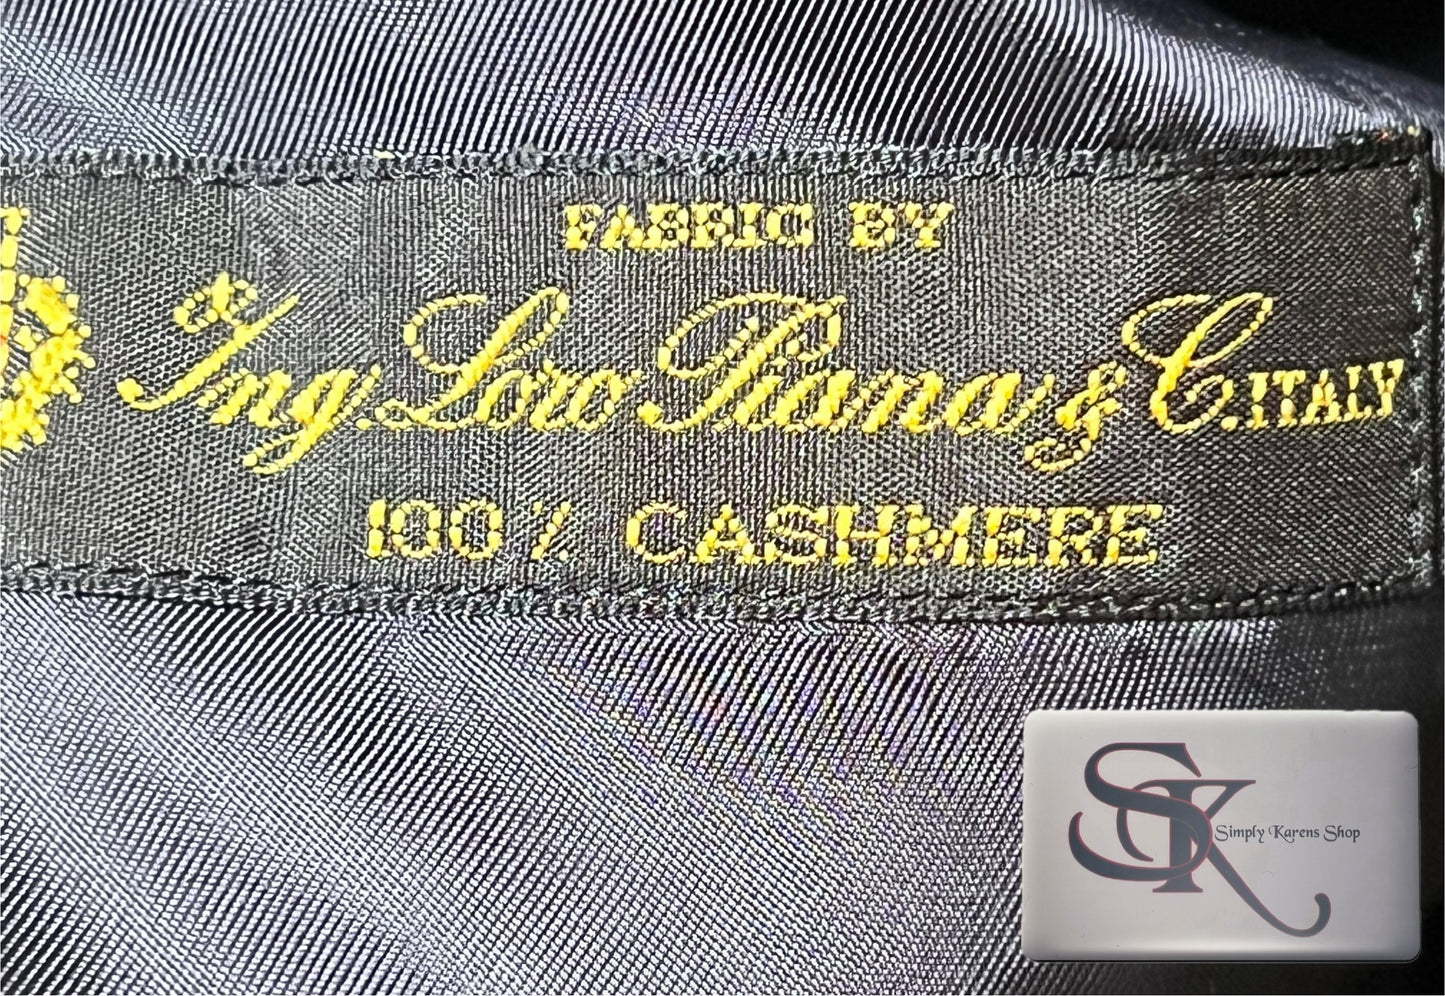 FABRIC BY
Ing. Loro Piana & C. ITALY
100% CASHMERE
SK
Simply Karens Shop